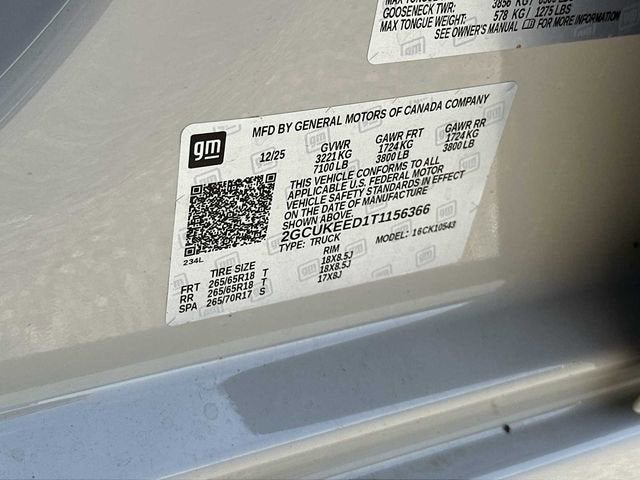 GOOSENECK TWR:
MAX TONGUE WEIGHT: 578 KG / 1275 LBS
SEE OWNER'S MANUAL FOR MORE INFORMATION
gm
MFD BY GENERAL MOTORS OF CANADA COMPANY
12/25 GVWR GAWR FRT GAWR RR
3221 KG 1724 KG 1724 KG
7100 LB 3800 LB 3800 LB
THIS VEHICLE CONFORMS TO ALL
APPLICABLE U.S. FEDERAL MOTOR
VEHICLE SAFETY STANDARDS IN EFFECT
ON THE DATE OF MANUFACTURE
SHOWN ABOVE.
2GCUKEED1T1156366
TYPE: TRUCK MODEL: 16CK10543
234L
TIRE SIZE RIM
FRT 265/65R18 T 18X8.5J
RR 265/65R18 T 18X8.5J
SPA 265/70R17 S 17X8J